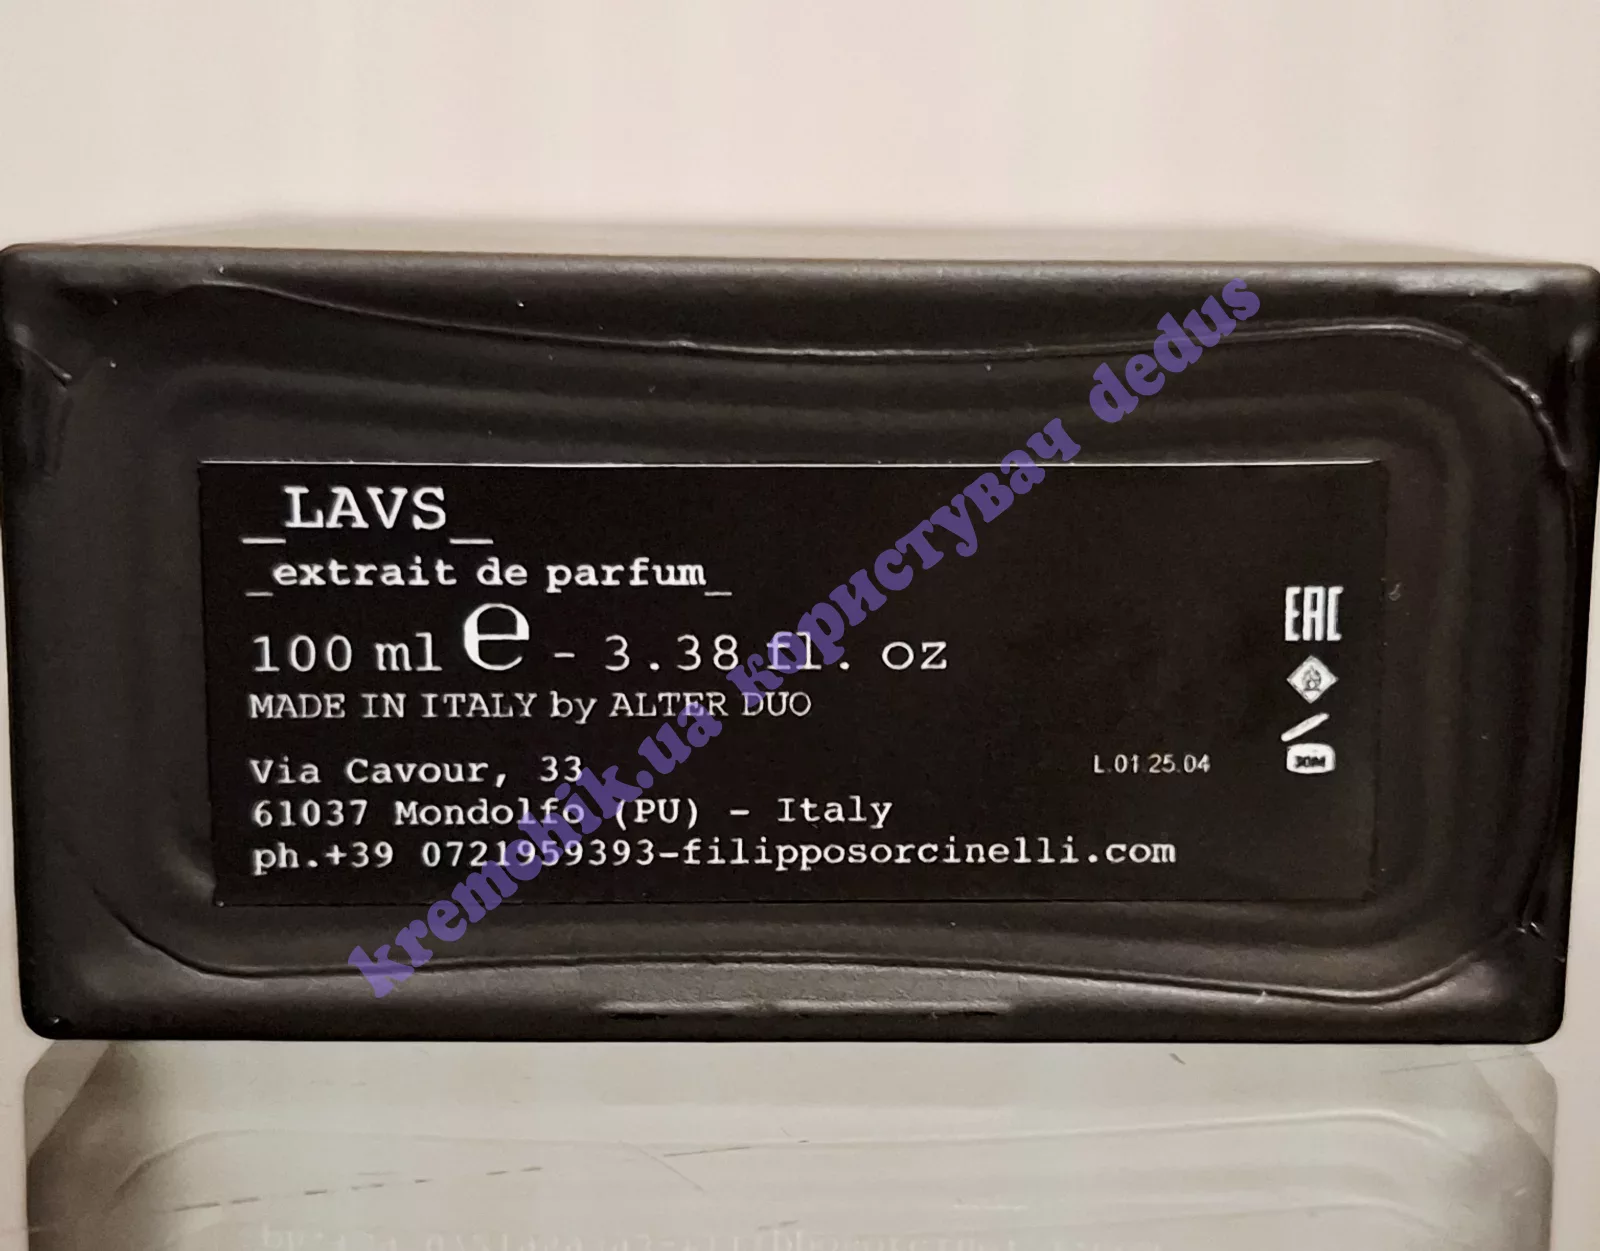 _LAVS_
_extrait de parfum_
100 ml e - 3.38 fl. oz
MADE IN ITALY by ALTER DUO
Via Cavour, 33
61037 Mondolfo (PU) - Italy
ph.+39 0721959393-filipposorcinelli.com
L.01.25.04
EAC
30M
kremchik.ua користувач dedus